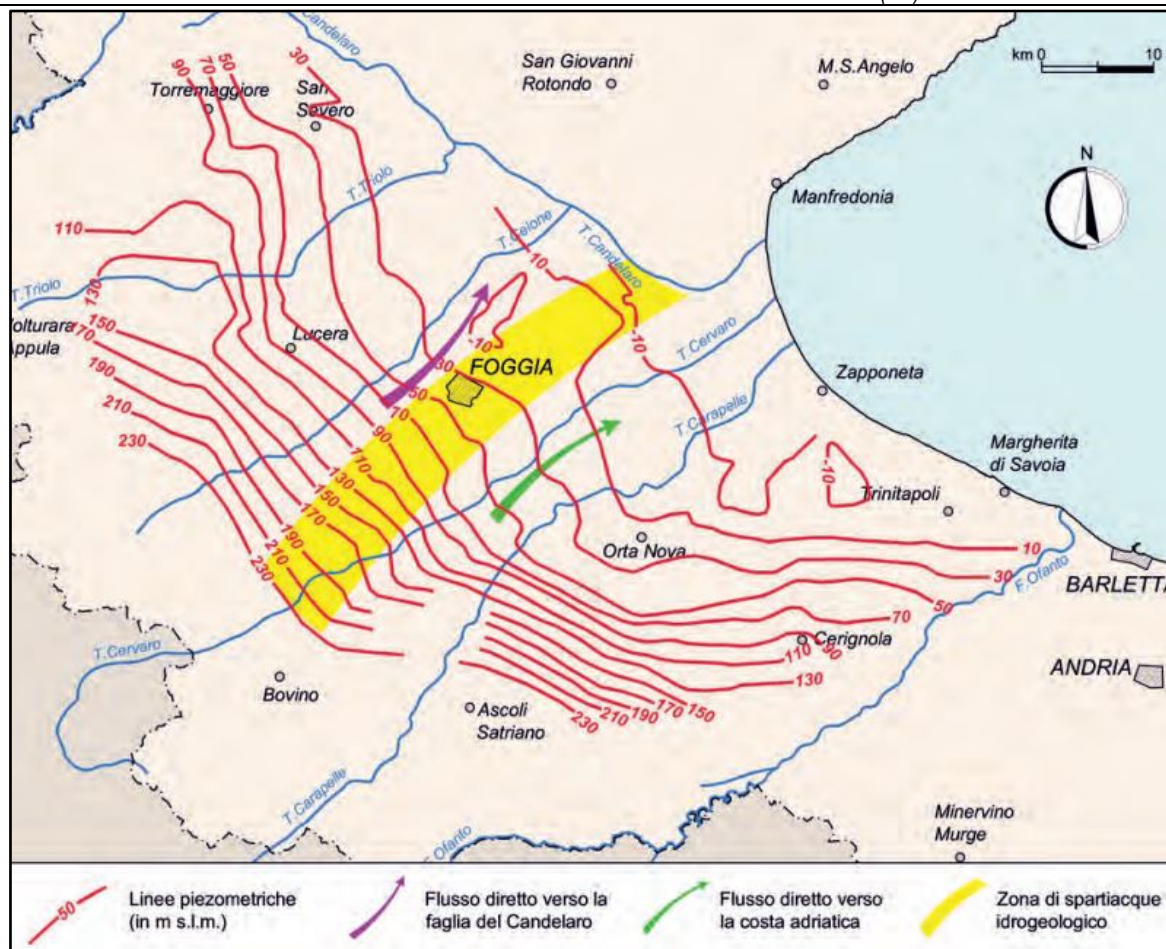 Candelaro
30
50
70
90
Torremaggiore
San
Severo
San Giovanni
Rotondo
M.S.Angelo
km 0 10
N
Manfredonia
T.Triolo
T.Celone
T.Candelaro
110
10
130
T.Triolo
Volturara
Appula
Lucera
150
170
190
210
230
-10
-10
FOGGIA
30
50
70
90
110
130
150
170
190
210
230
T.Cervaro
T.Carapelle
Zapponeta
Margherita
di Savoia
-10
Trinitapoli
Orta Nova
10
30
50
70
F.Ofanto
BARLETTA
Cerignola
90
110
130
ANDRIA
T.Cervaro
Bovino
Ascoli
Satriano
150
170
190
210
230
T.Carapelle
F.Ofanto
Minervino
Murge
50
Linee piezometriche
(in m s.l.m.)
Flusso diretto verso la
faglia del Candelaro
Flusso diretto verso
la costa adriatica
Zona di spartiacque
idrogeologico